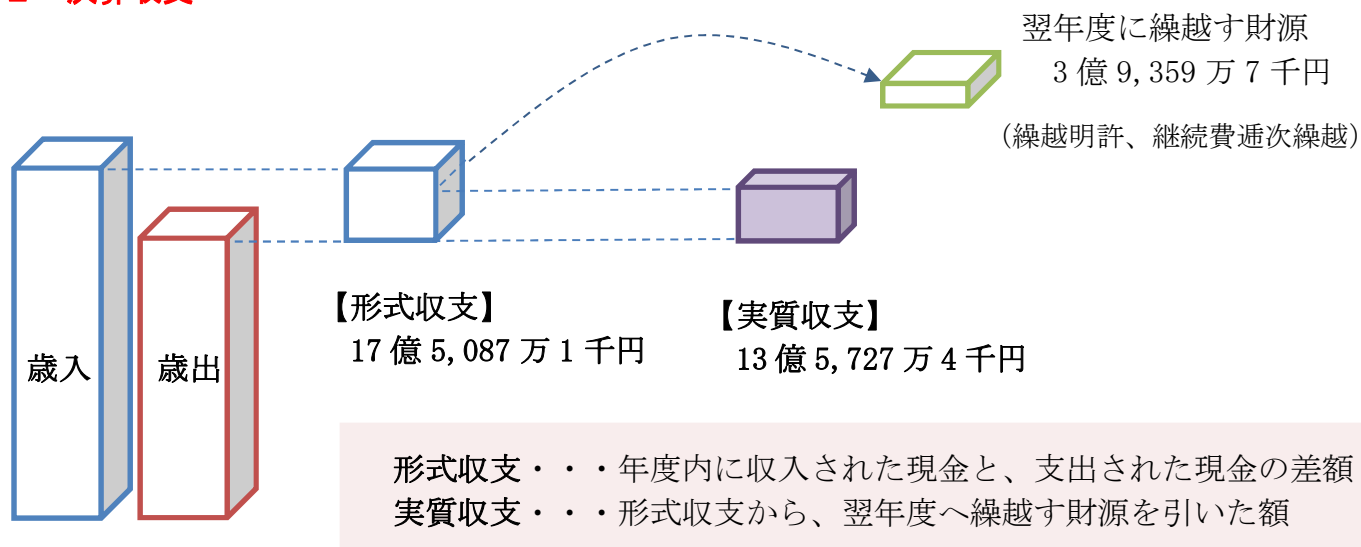 翌年度に繰越す財源
3億9,359万7千円
(繰越明許、継続費逓次繰越)
歳入
歳出
【形式収支】
17億5,087万1千円
【実質収支】
13億5,727万4千円
形式収支・・・年度内に収入された現金と、支出された現金の差額
実質収支・・・形式収支から、翌年度へ繰越す財源を引いた額